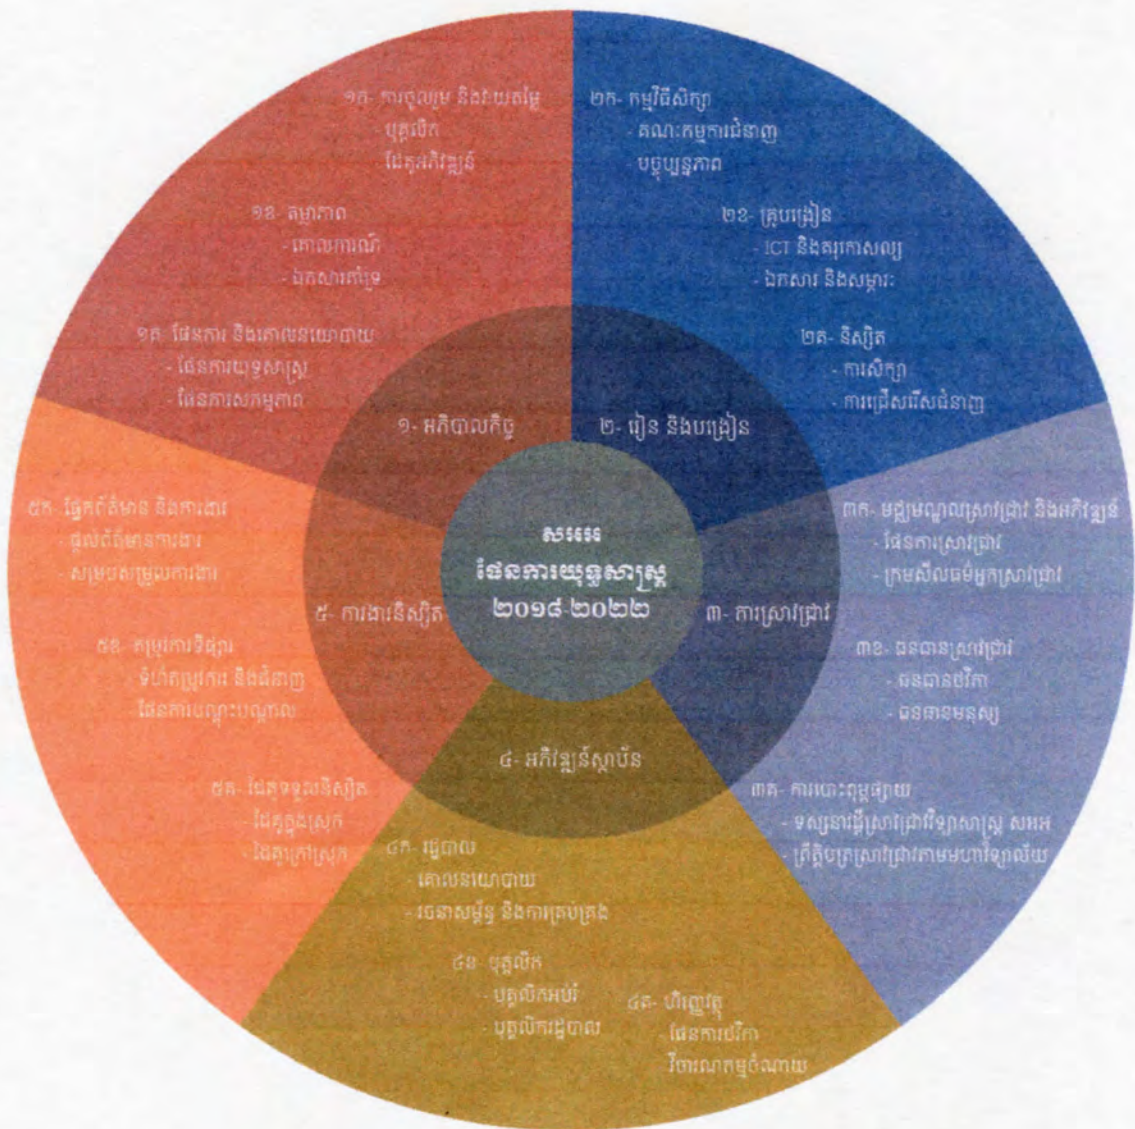 សអអ
ផែនការយុទ្ធសាស្ត្រ
២០១៨-២០២២
១- អភិបាលកិច្ច
១ក- ការចូលរួម និងវាយតម្លៃ
- បុគ្គលិក
- ដៃគូអភិវឌ្ឍន៍
១ខ- តម្លាភាព
- គោលការណ៍
- ឯកសារគាំទ្រ
១គ- ផែនការ និងគោលនយោបាយ
- ផែនការយុទ្ធសាស្ត្រ
- ផែនការសកម្មភាព
២- រៀន និងបង្រៀន
២ក- កម្មវិធីសិក្សា
- គណៈកម្មការជំនាញ
- បច្ចុប្បន្នភាព
២ខ- គ្រូបង្រៀន
- ICT និងគរុកោសល្យ
- ឯកសារ និងសម្ភារៈ
២គ- និស្សិត
- ការសិក្សា
- ការជ្រើសរើសជំនាញ
៣- ការស្រាវជ្រាវ
៣ក- មជ្ឈមណ្ឌលស្រាវជ្រាវ និងអភិវឌ្ឍន៍
- ផែនការស្រាវជ្រាវ
- ក្រមសីលធម៌អ្នកស្រាវជ្រាវ
៣ខ- ធនធានស្រាវជ្រាវ
- ធនធានថវិកា
- ធនធានមនុស្ស
៣គ- ការបោះពុម្ពផ្សាយ
- ទស្សនាវដ្ដីស្រាវជ្រាវវិទ្យាសាស្ត្រ សអអ
- ព្រឹត្តិបត្រស្រាវជ្រាវតាមមហាវិទ្យាល័យ
៤- អភិវឌ្ឍន៍ស្ថាប័ន
៤ក- រដ្ឋបាល
- គោលនយោបាយ
- រចនាសម្ព័ន្ធ និងការគ្រប់គ្រង
៤ខ- បុគ្គលិក
- បុគ្គលិកអប់រំ
- បុគ្គលិករដ្ឋបាល
៤គ- ហិរញ្ញវត្ថុ
- ផែនការថវិកា
វិចារណកម្មចំណាយ
៥- ការងារនិស្សិត
៥ក- ផ្នែកព័ត៌មាន និងការងារ
- ផ្តល់ព័ត៌មានការងារ
- សម្របសម្រួលការងារ
៥ខ- តម្រូវការទីផ្សារ
ទំហំតម្រូវការ និងជំនាញ
ផែនការបណ្តុះបណ្តាល
៥គ- ដៃគូទទួលនិស្សិត
- ដៃគូក្នុងស្រុក
- ដៃគូក្រៅស្រុក